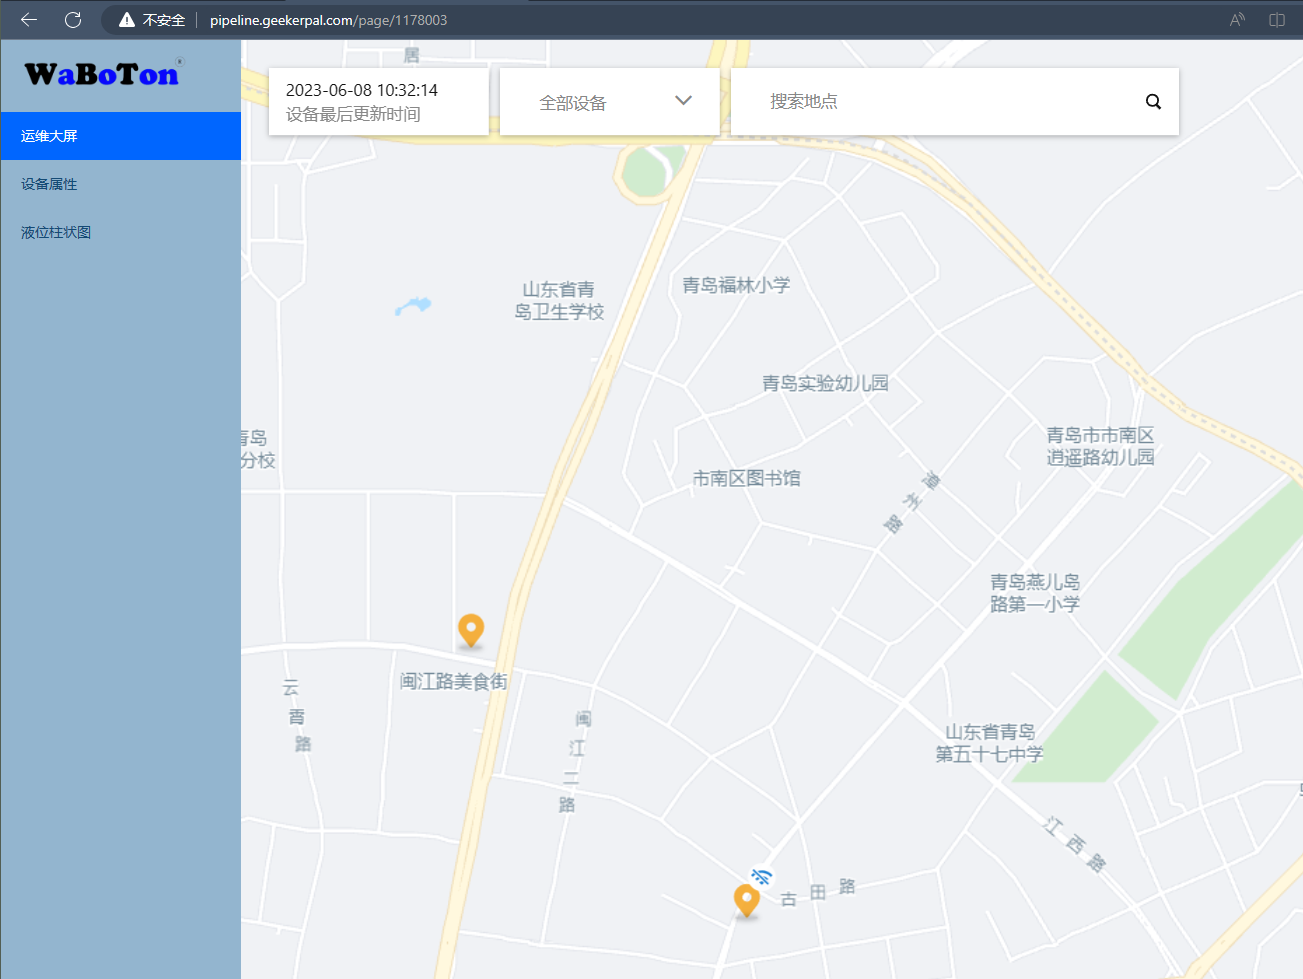 不安全
pipeline.geekerpal.com/page/1178003
WaBoTon
运维大屏
设备属性
液位柱状图
居
2023-06-08 10:32:14
设备最后更新时间
全部设备
搜索地点
山东省青
岛卫生学校
青岛福林小学
青岛实验幼儿园
青岛
分校
青岛市市南区
逍遥路幼儿园
市南区图书馆
漳州路
青岛燕儿岛
路第一小学
闽江路美食街
云霄路
闽江二路
山东省青岛
第五十七中学
江西路
古田路